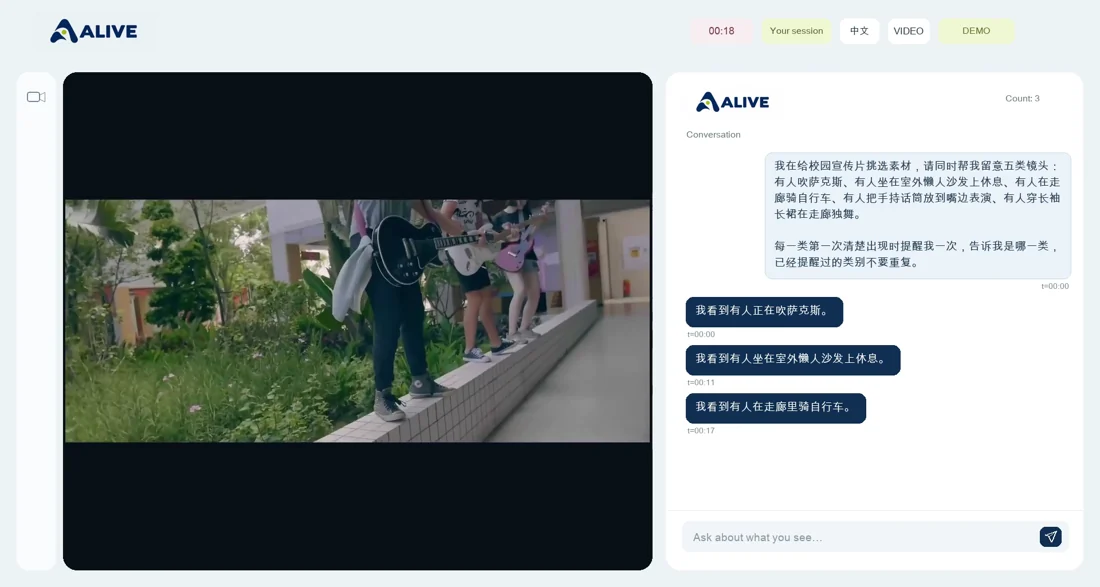 ALIVE
00:18
Your session
中文
VIDEO
DEMO
ALIVE
Count: 3
Conversation
我在给校园宣传片挑选素材，请同时帮我留意五类镜头：
有人吹萨克斯、有人坐在室外懒人沙发上休息、有人在走
廊骑自行车、有人把手持话筒放到嘴边表演、有人穿长袖
长裙在走廊独舞。
每一类第一次清楚出现时提醒我一次，告诉我是哪一类，
已经提醒过的类别不要重复。
t=00:00
我看到有人正在吹萨克斯。
t=00:00
我看到有人坐在室外懒人沙发上休息。
t=00:11
我看到有人在走廊里骑自行车。
t=00:17
Ask about what you see...